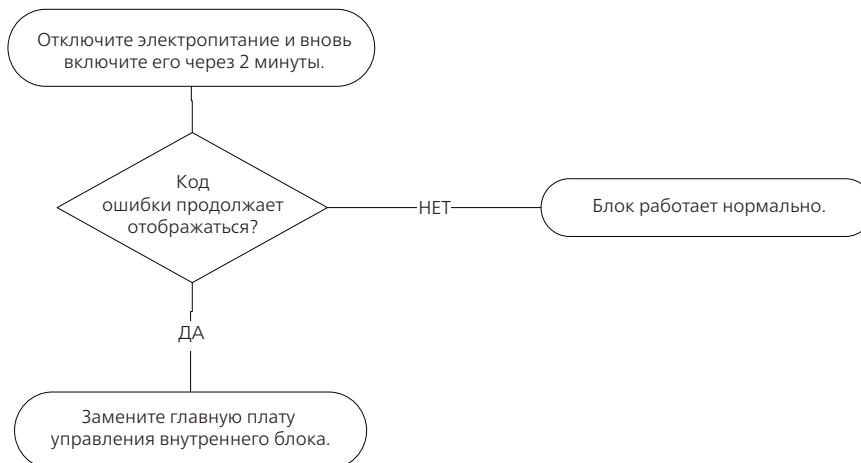 Отключите электропитание и вновь
включите его через 2 минуты.
Код
ошибки продолжает
отображаться?
НЕТ
Блок работает нормально.
ДА
Замените главную плату
управления внутреннего блока.